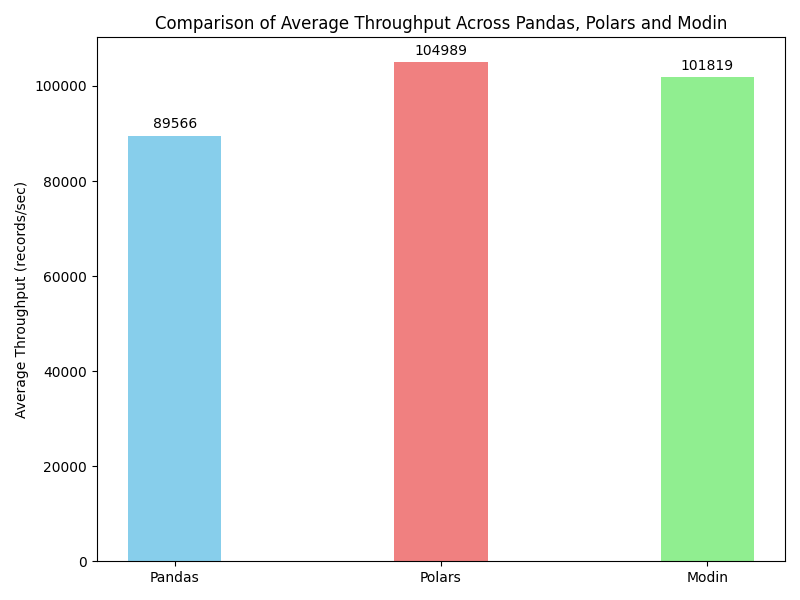 Comparison of Average Throughput Across Pandas, Polars and Modin
104989
101819
89566
100000
80000
60000
40000
20000
0
Average Throughput (records/sec)
Pandas
Polars
Modin